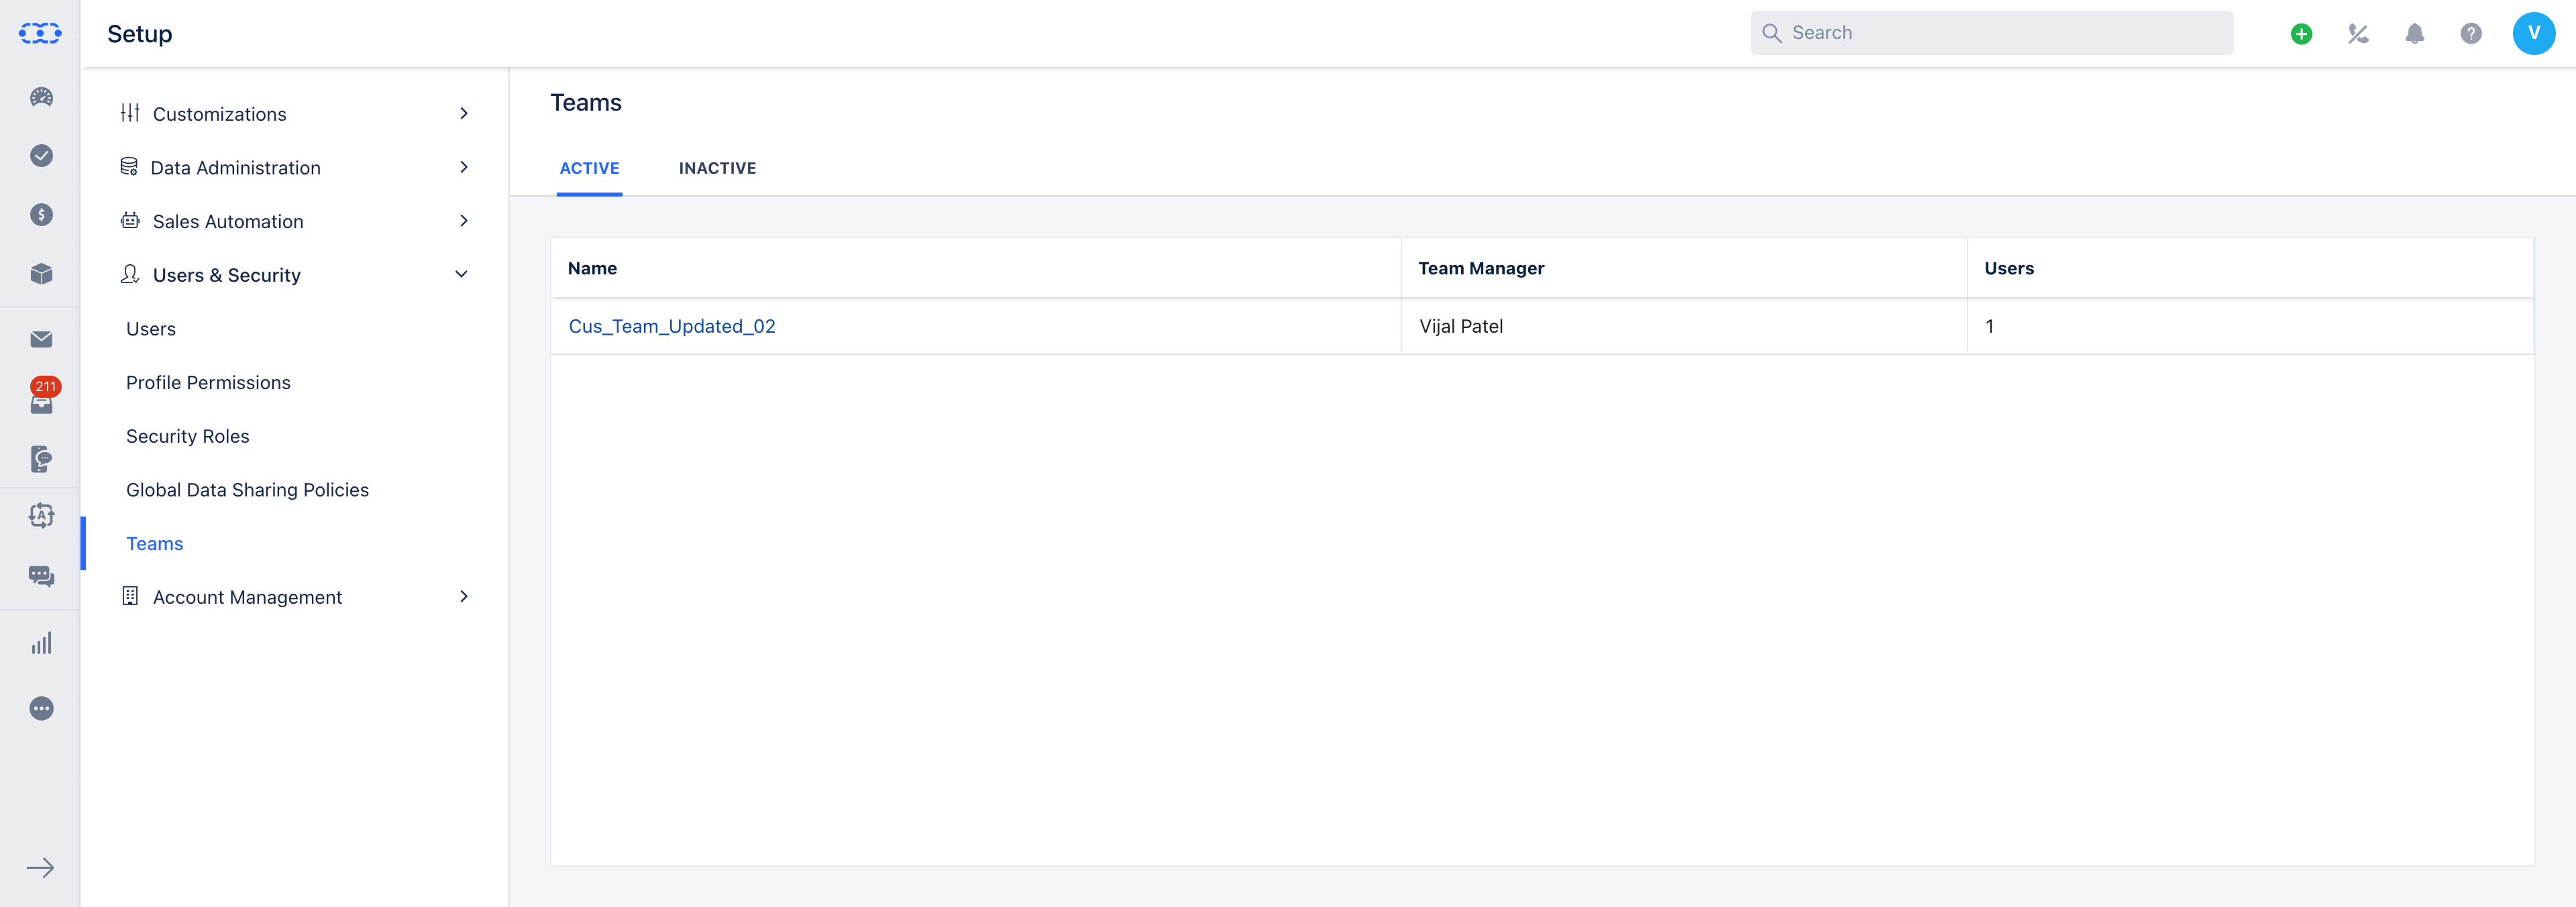 Setup
Search
V
Customizations
Data Administration
Sales Automation
Users & Security
Users
Profile Permissions
Security Roles
Global Data Sharing Policies
Teams
Account Management
211
Teams
ACTIVE INACTIVE
Name Team Manager Users
Cus_Team_Updated_02 Vijal Patel 1